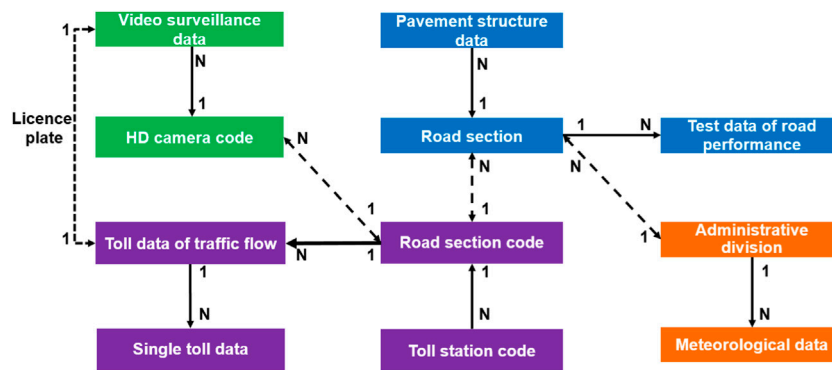 1
Video surveillance
data
Pavement structure
data
N
1
N
1
Licence
plate
HD camera code
N
Road section
1
N
Test data of road
performance
N
N
1
1
1
Toll data of traffic flow
N
1
Road section code
1
Administrative
division
1
N
1
N
1
N
Single toll data
Toll station code
Meteorological data